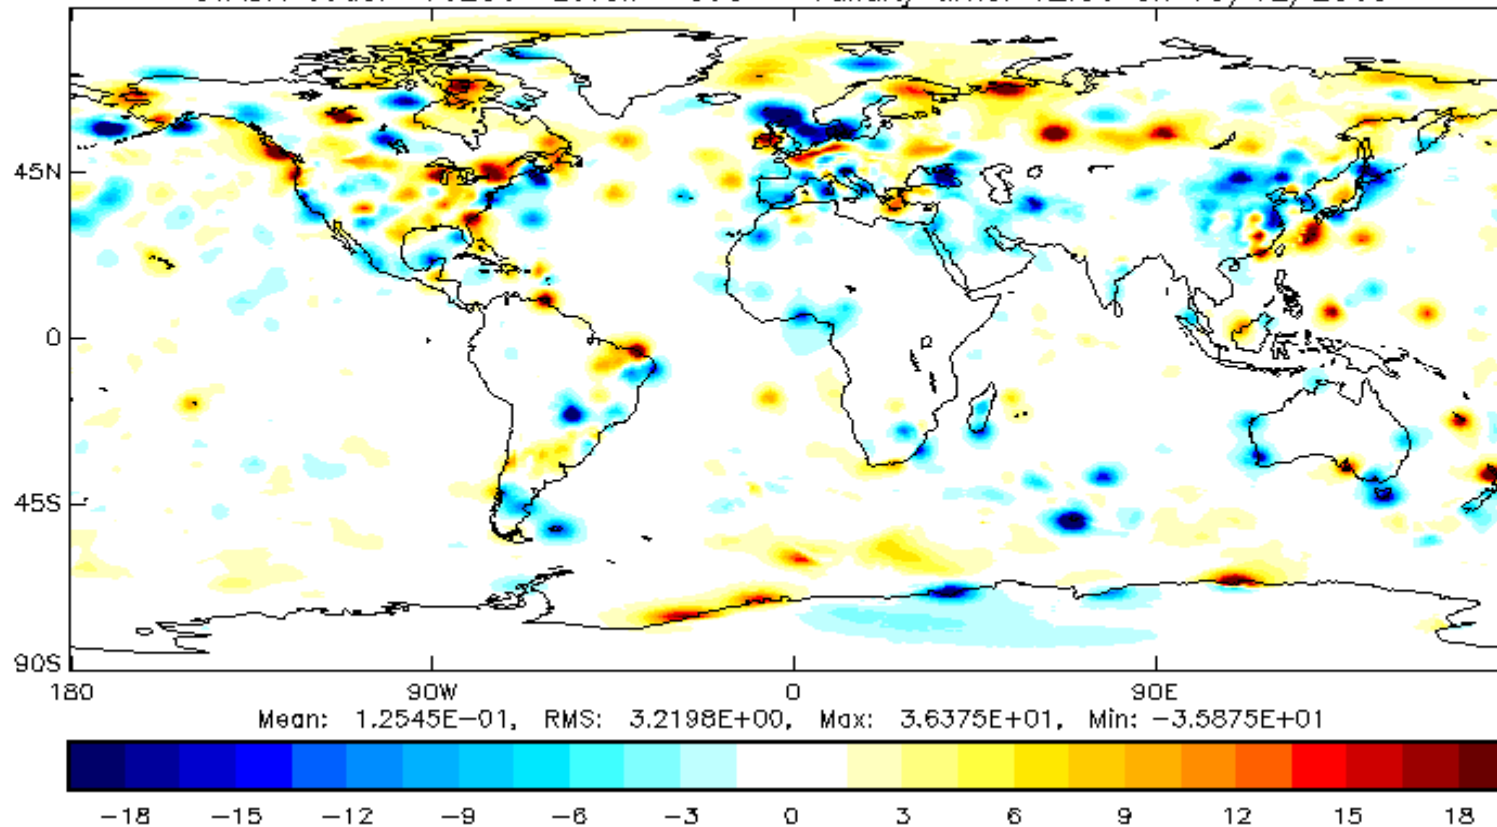 45N
0
45S
90S
180 90W 0 90E
Mean: 1.2545E-01, RMS: 3.2198E+00, Max: 3.6375E+01, Min: -3.5875E+01
-18 -15 -12 -9 -6 -3 0 3 6 9 12 15 18